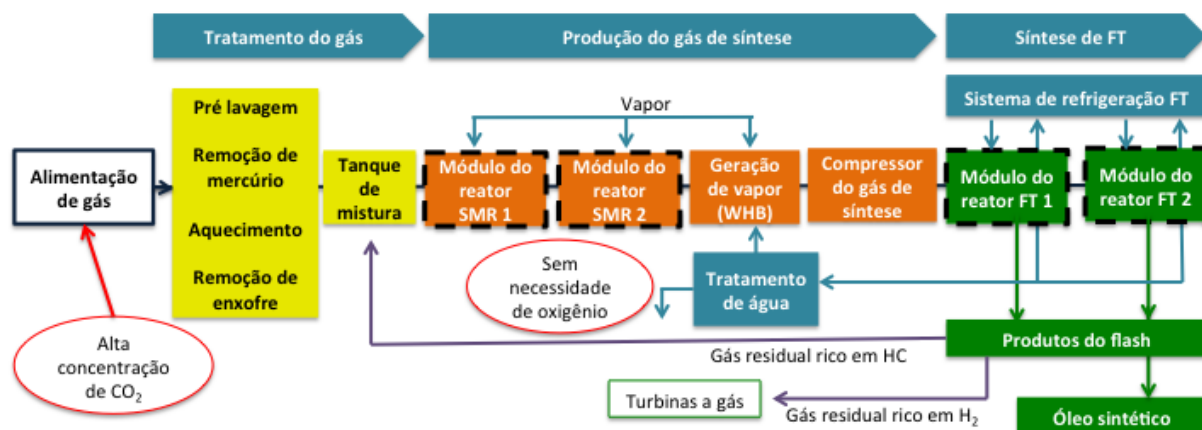 Tratamento do gás
Produção do gás de síntese
Síntese de FT
Vapor
Sistema de refrigeração FT
Pré lavagem
Remoção de
mercúrio
Aquecimento
Remoção de
enxofre
Alimentação
de gás
Tanque
de
mistura
Módulo do
reator
SMR 1
Módulo do
reator
SMR 2
Geração
de vapor
(WHB)
Compressor
do gás de
síntese
Módulo do
reator FT 1
Módulo do
reator FT 2
Sem
necessidade
de oxigênio
Tratamento
de água
Alta
concentração
de CO₂
Produtos do flash
Gás residual rico em HC
Turbinas a gás
Gás residual rico em H₂
Óleo sintético